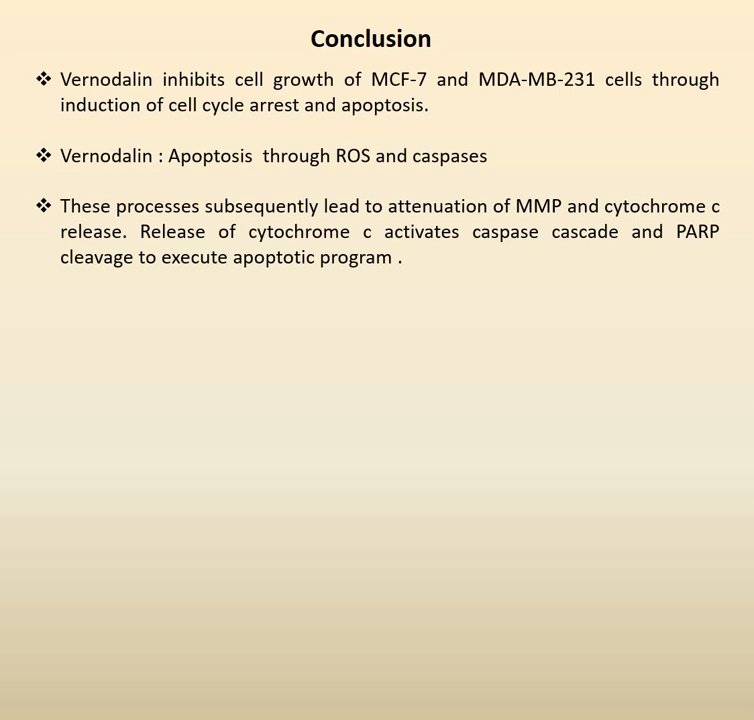 Conclusion
❖ Vernodalin inhibits cell growth of MCF-7 and MDA-MB-231 cells through
induction of cell cycle arrest and apoptosis.
❖ Vernodalin : Apoptosis  through ROS and caspases
❖ These processes subsequently lead to attenuation of MMP and cytochrome c
release. Release of cytochrome c activates caspase cascade and PARP
cleavage to execute apoptotic program .